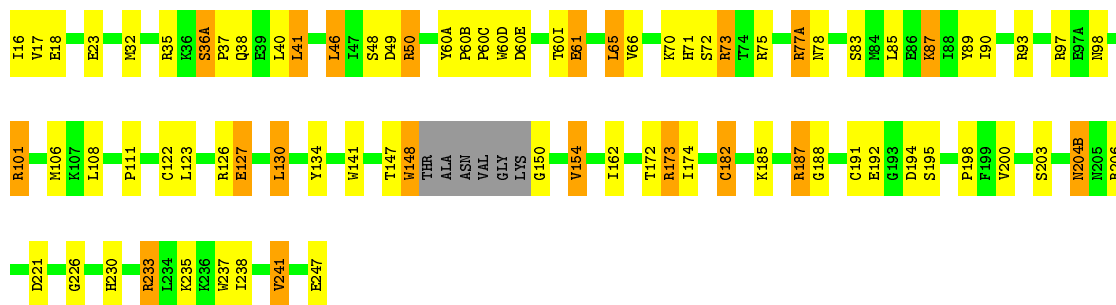 I16 V17 E18 E23 M32 R35 K36 S36A P37 Q38 E39 L40 L41 L46 I47 S48 D49 R50 Y60A P60B P60C W60D D60E T60I E61 L65 V66 K70 H71 S72 R73 T74 R75 R77A N78 S83 M84 L85 E86 K87 I88 Y89 I90 R93 R97 E97A N98
R101 M106 K107 L108 P111 C122 L123 R126 E127 L130 Y134 W141 T147 W148 THR ALA ASN VAL GLY LYS G150 V154 I162 T172 R173 I174 C182 K185 R187 G188 C191 E192 G193 D194 S195 P198 F199 V200 S203 N204B N205 R206
D221 G226 H230 R233 L234 K235 K236 W237 I238 V241 E247